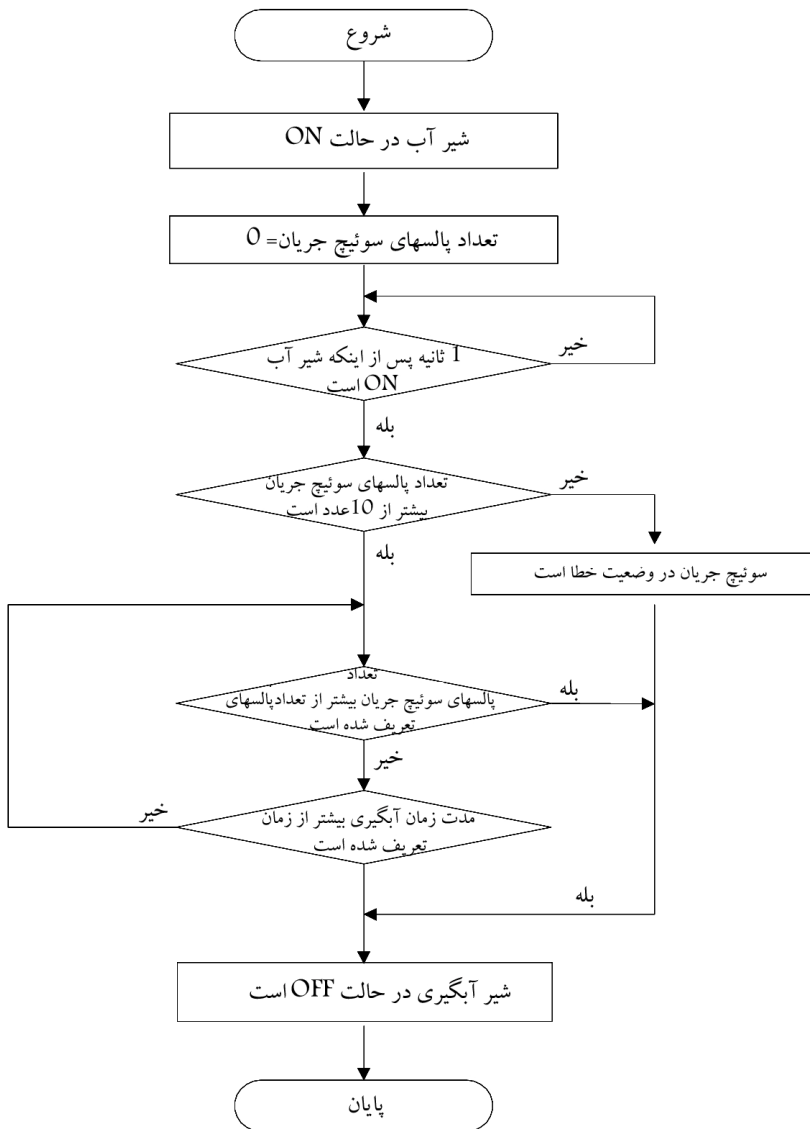 شروع
شیر آب در حالت ON
تعداد پالسهای سوئیچ جریان= 0
1 ثانیه پس از اینکه شیر آب
ON است
خیر
بله
تعداد پالسهای سوئیچ جریان
بیشتر از 10عدد است
خیر
بله
سوئیچ جریان در وضعیت خطا است
تعداد
پالسهای سوئیچ جریان بیشتر از تعدادپالسهای
تعریف شده است
بله
خیر
مدت زمان آبگیری بیشتر از زمان
تعریف شده است
خیر
بله
شیر آبگیری در حالت OFF است
پایان